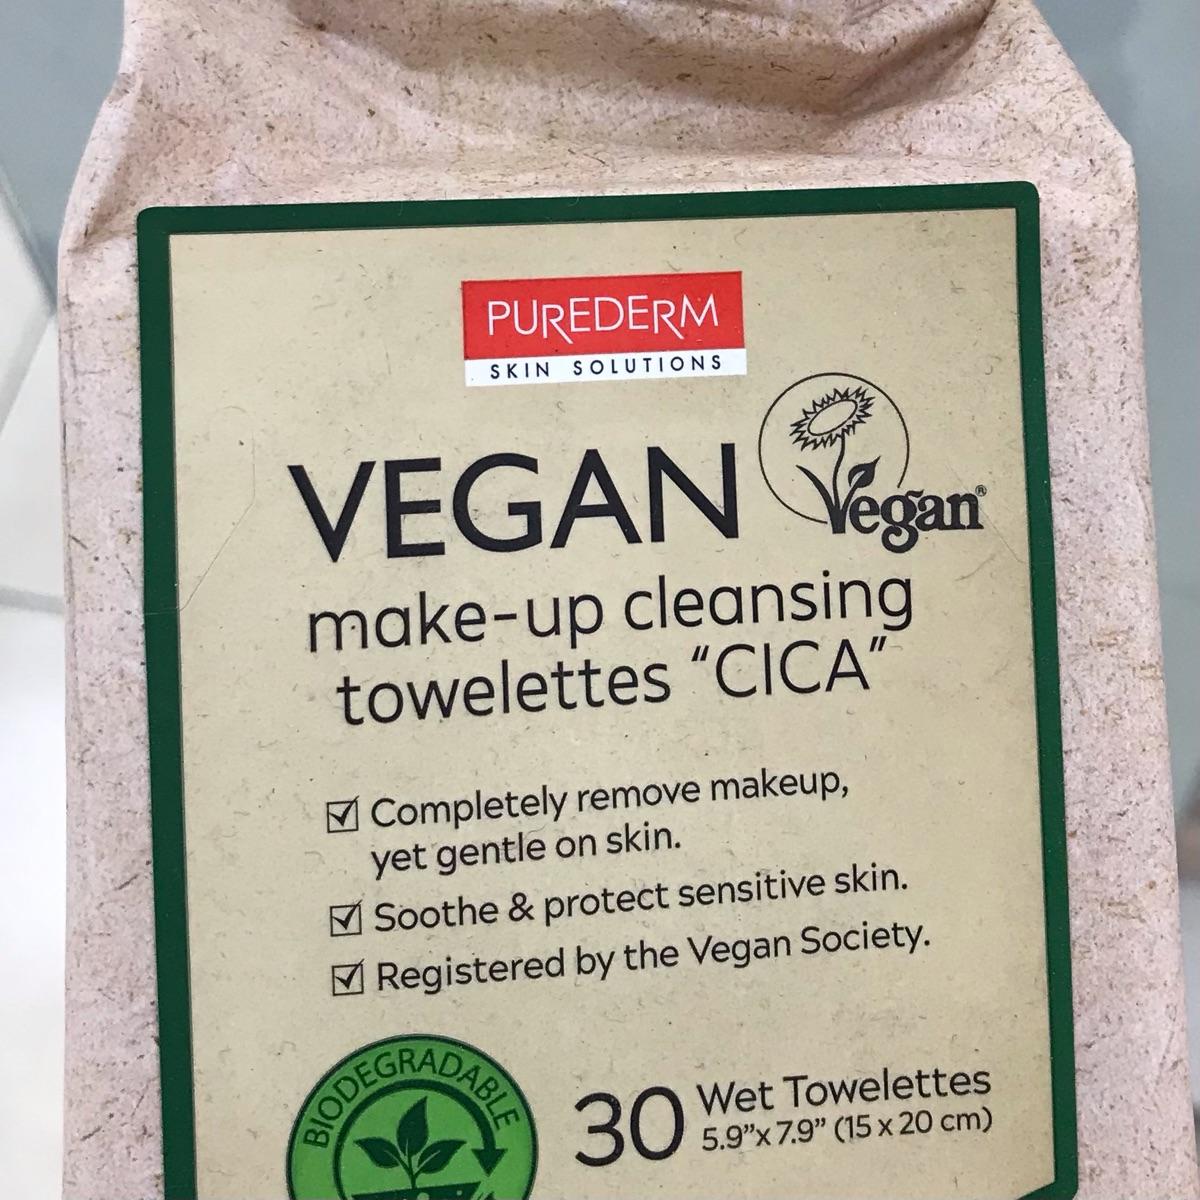 PUREDERM
SKIN SOLUTIONS
VEGAN
Vegan®
make-up cleansing
towelettes “CICA”
Completely remove makeup,
yet gentle on skin.
Soothe & protect sensitive skin.
Registered by the Vegan Society.
BIODEGRADABLE
30 Wet Towelettes
5.9”x 7.9” (15 x 20 cm)